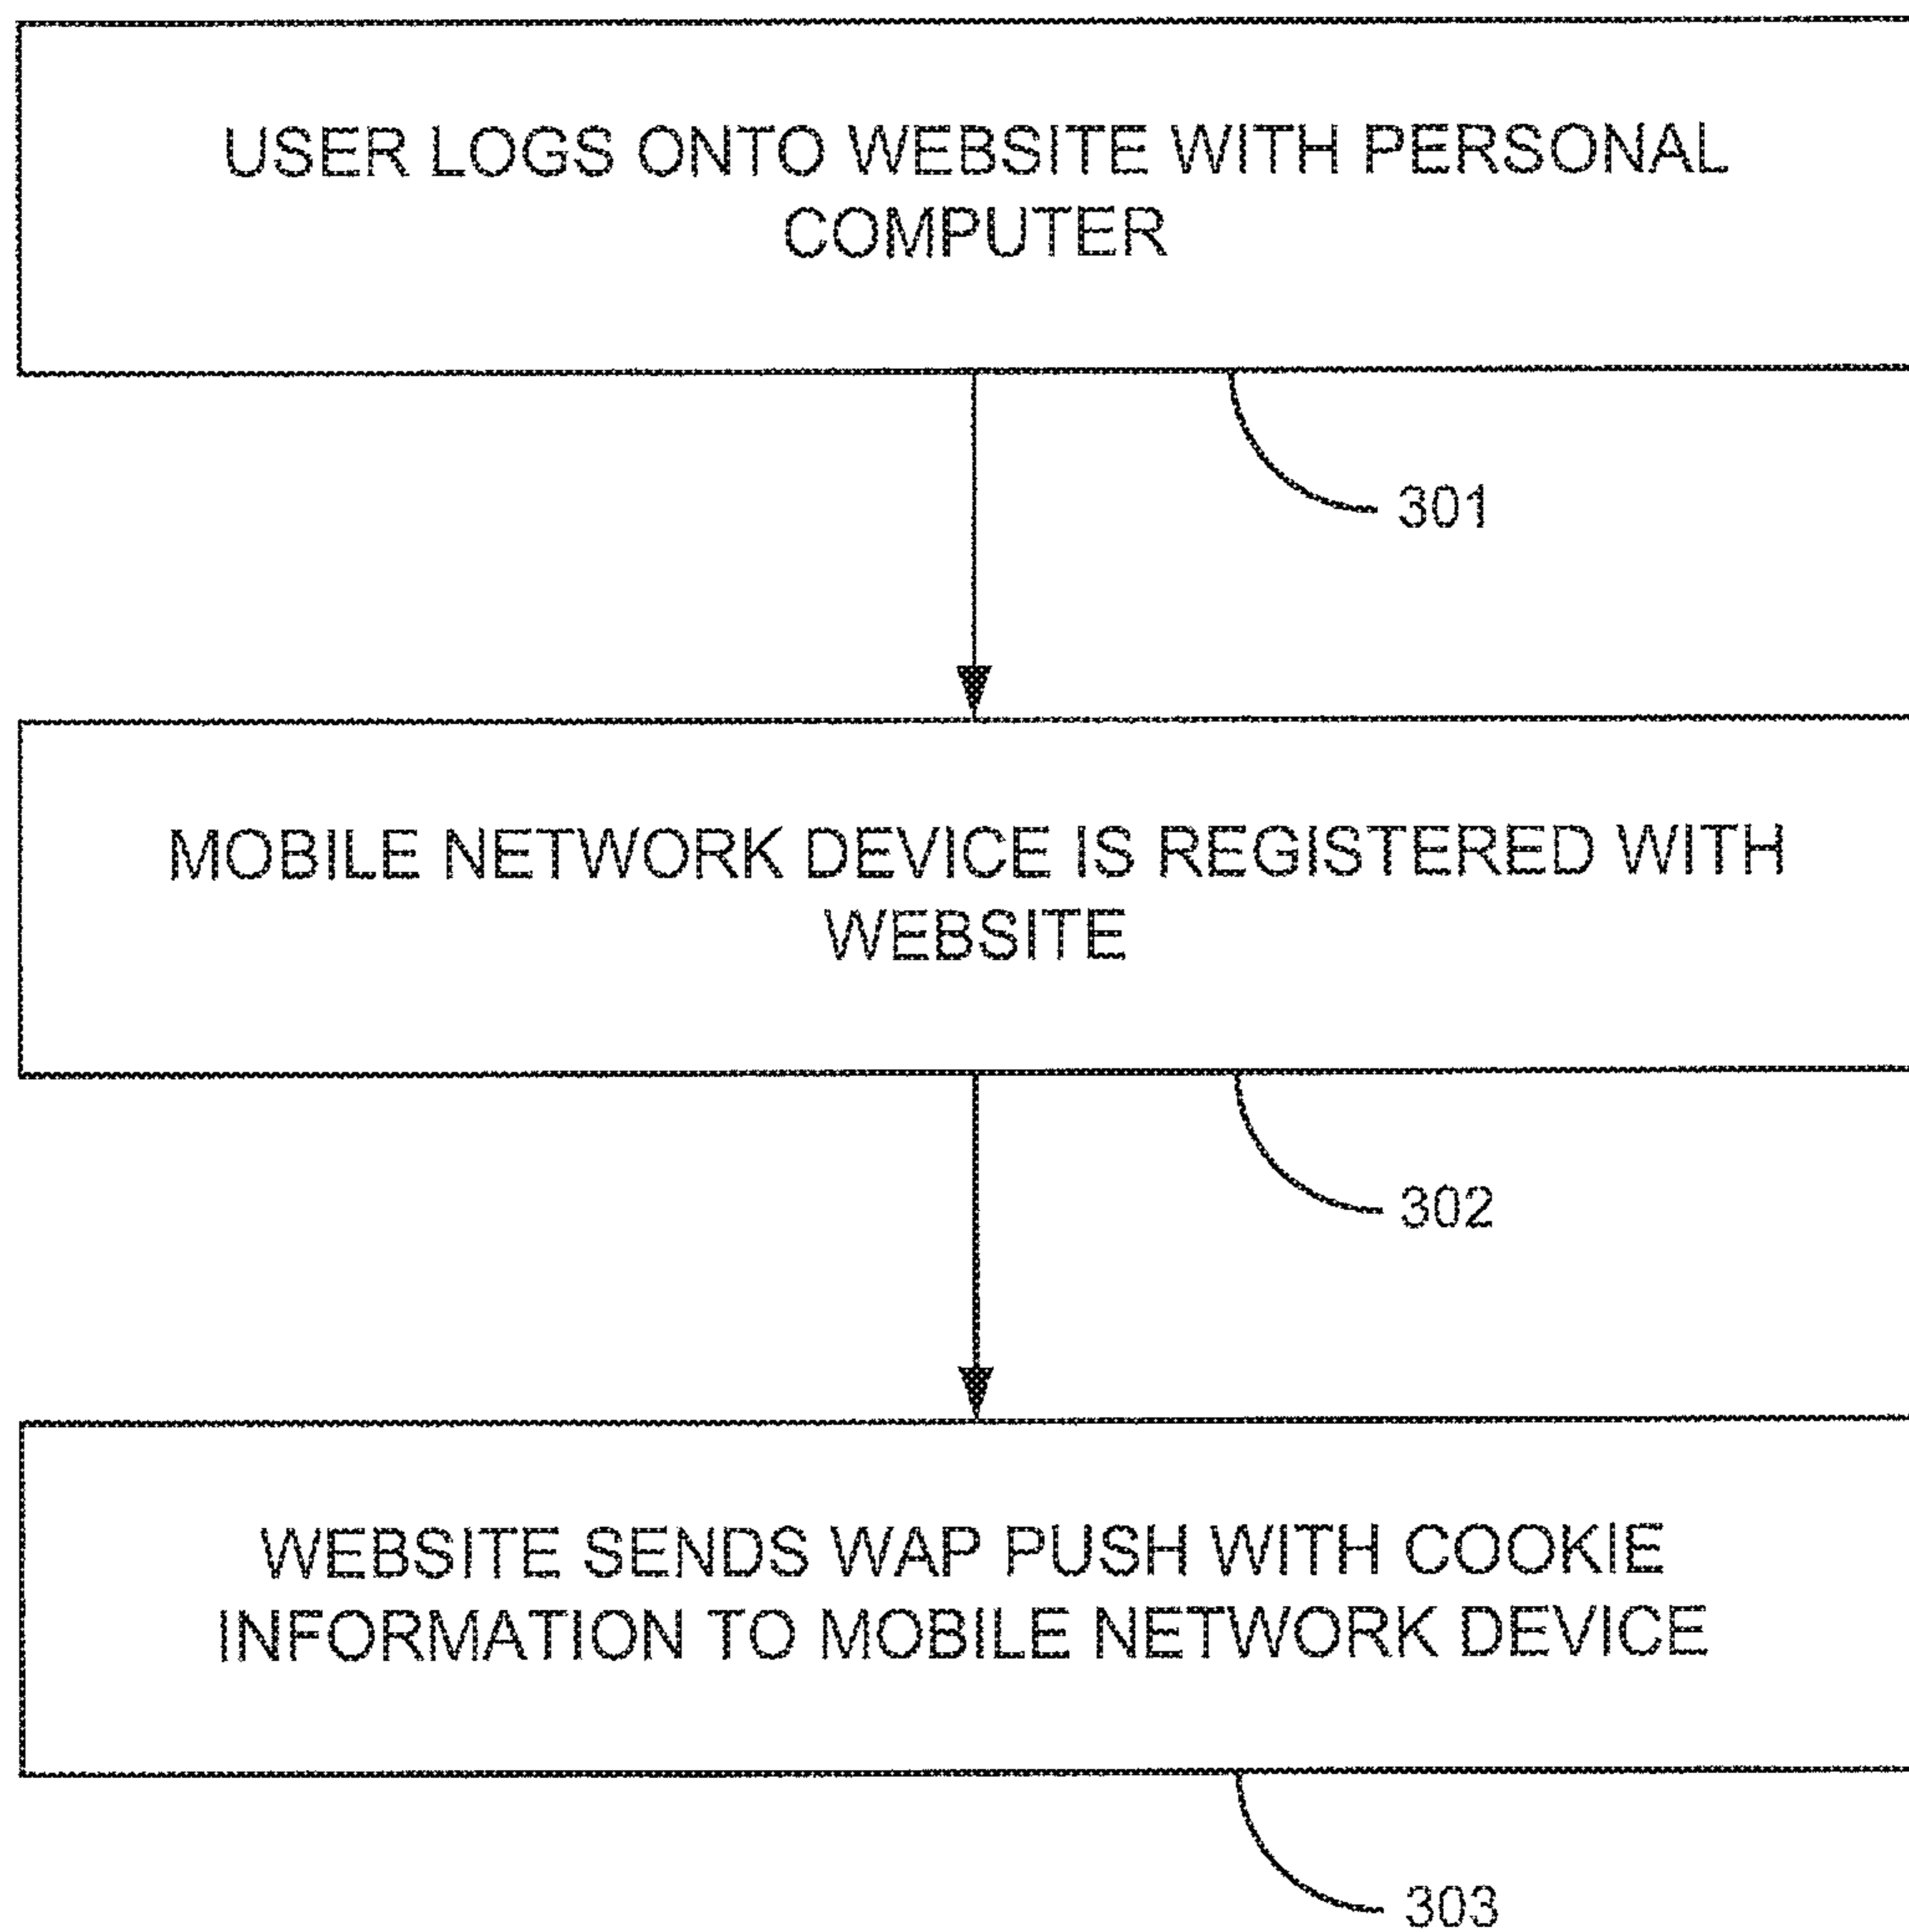 USER LOGS ONTO WEBSITE WITH PERSONAL
COMPUTER
301
MOBILE NETWORK DEVICE IS REGISTERED WITH
WEBSITE
302
WEBSITE SENDS WAP PUSH WITH COOKIE
INFORMATION TO MOBILE NETWORK DEVICE
303